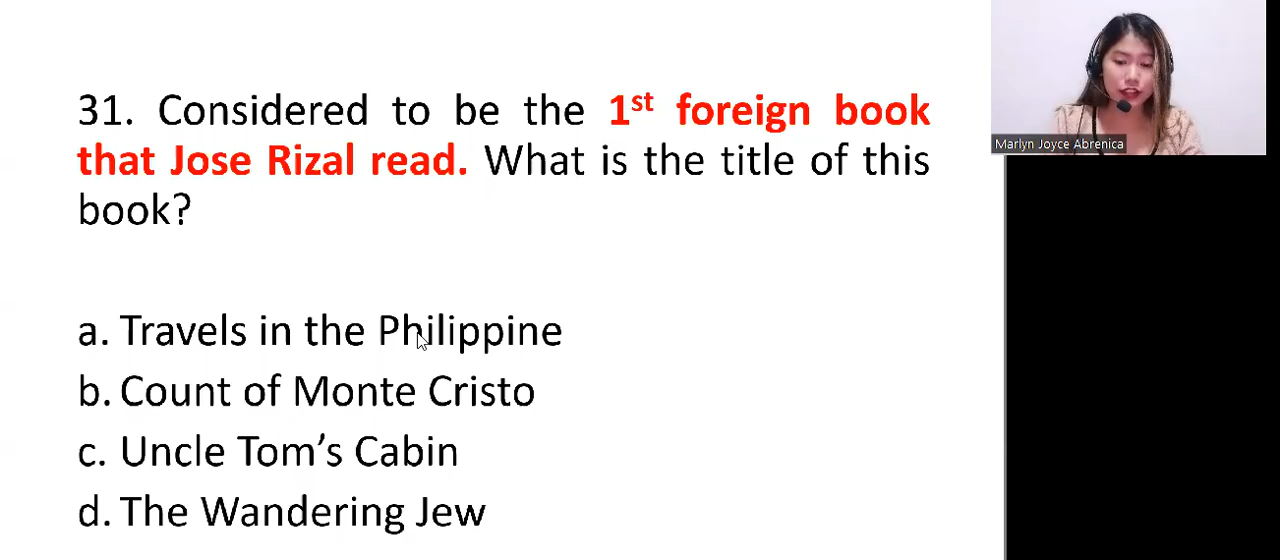 31. Considered to be the 1st foreign book
that Jose Rizal read. What is the title of this
book?
a. Travels in the Philippine
b. Count of Monte Cristo
c. Uncle Tom's Cabin
d. The Wandering Jew
Marlyn Joyce Abrenica